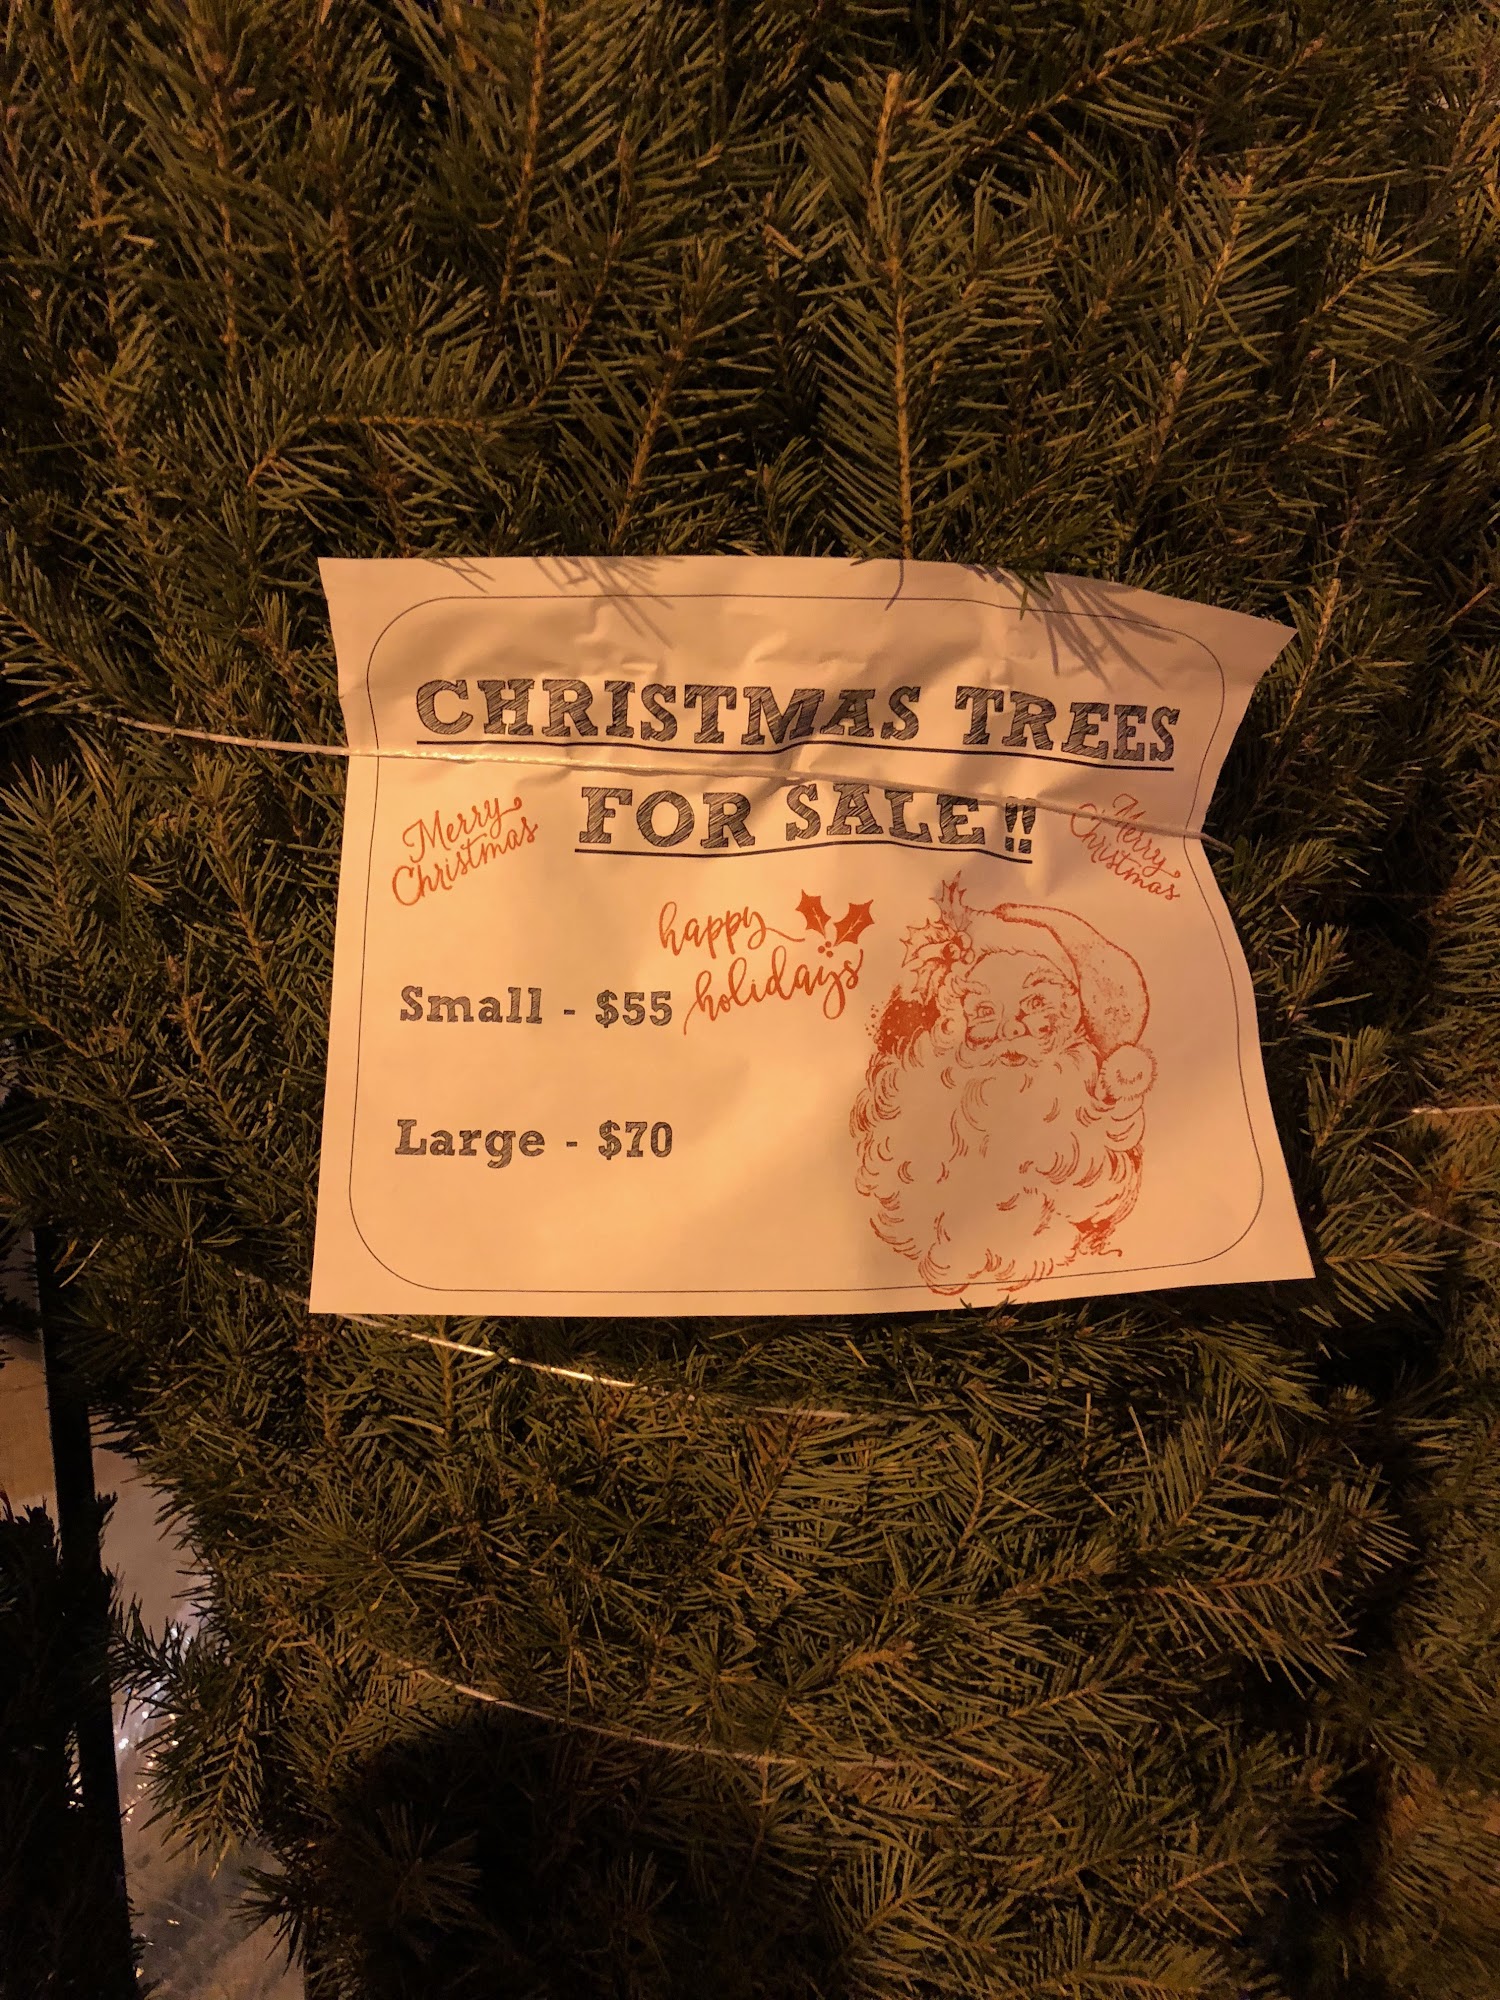 CHRISTMAS TREES
FOR SALE!!
Merry
Christmas
Merry
Christmas
happy
holidays
Small - $55
Large - $70